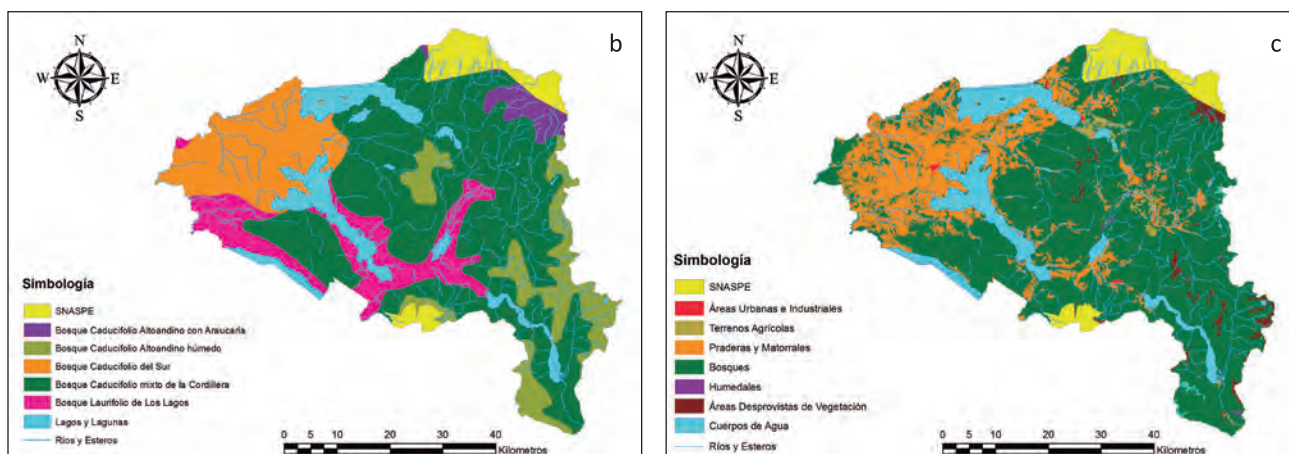 b
N
W E
S
Simbología
SNASPE
Bosque Caducifolio Altoandino con Araucaria
Bosque Caducifolio Altoandino húmedo
Bosque Caducifolio del Sur
Bosque Caducifolio mixto de la Cordillera
Bosque Laurifolio de Los Lagos
Lagos y Lagunas
Ríos y Esteros
0 5 10 20 30 40
Kilometros
c
N
W E
S
Simbología
SNASPE
Áreas Urbanas e Industriales
Terrenos Agrícolas
Praderas y Matorrales
Bosques
Humedales
Áreas Desprovistas de Vegetación
Cuerpos de Agua
Ríos y Esteros
0 5 10 20 30 40
Kilometros